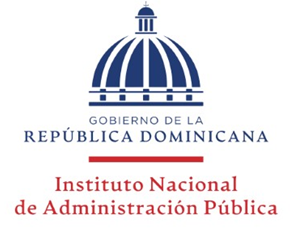 GOBIERNO DE LA
REPÚBLICA DOMINICANA
Instituto Nacional
de Administración Pública